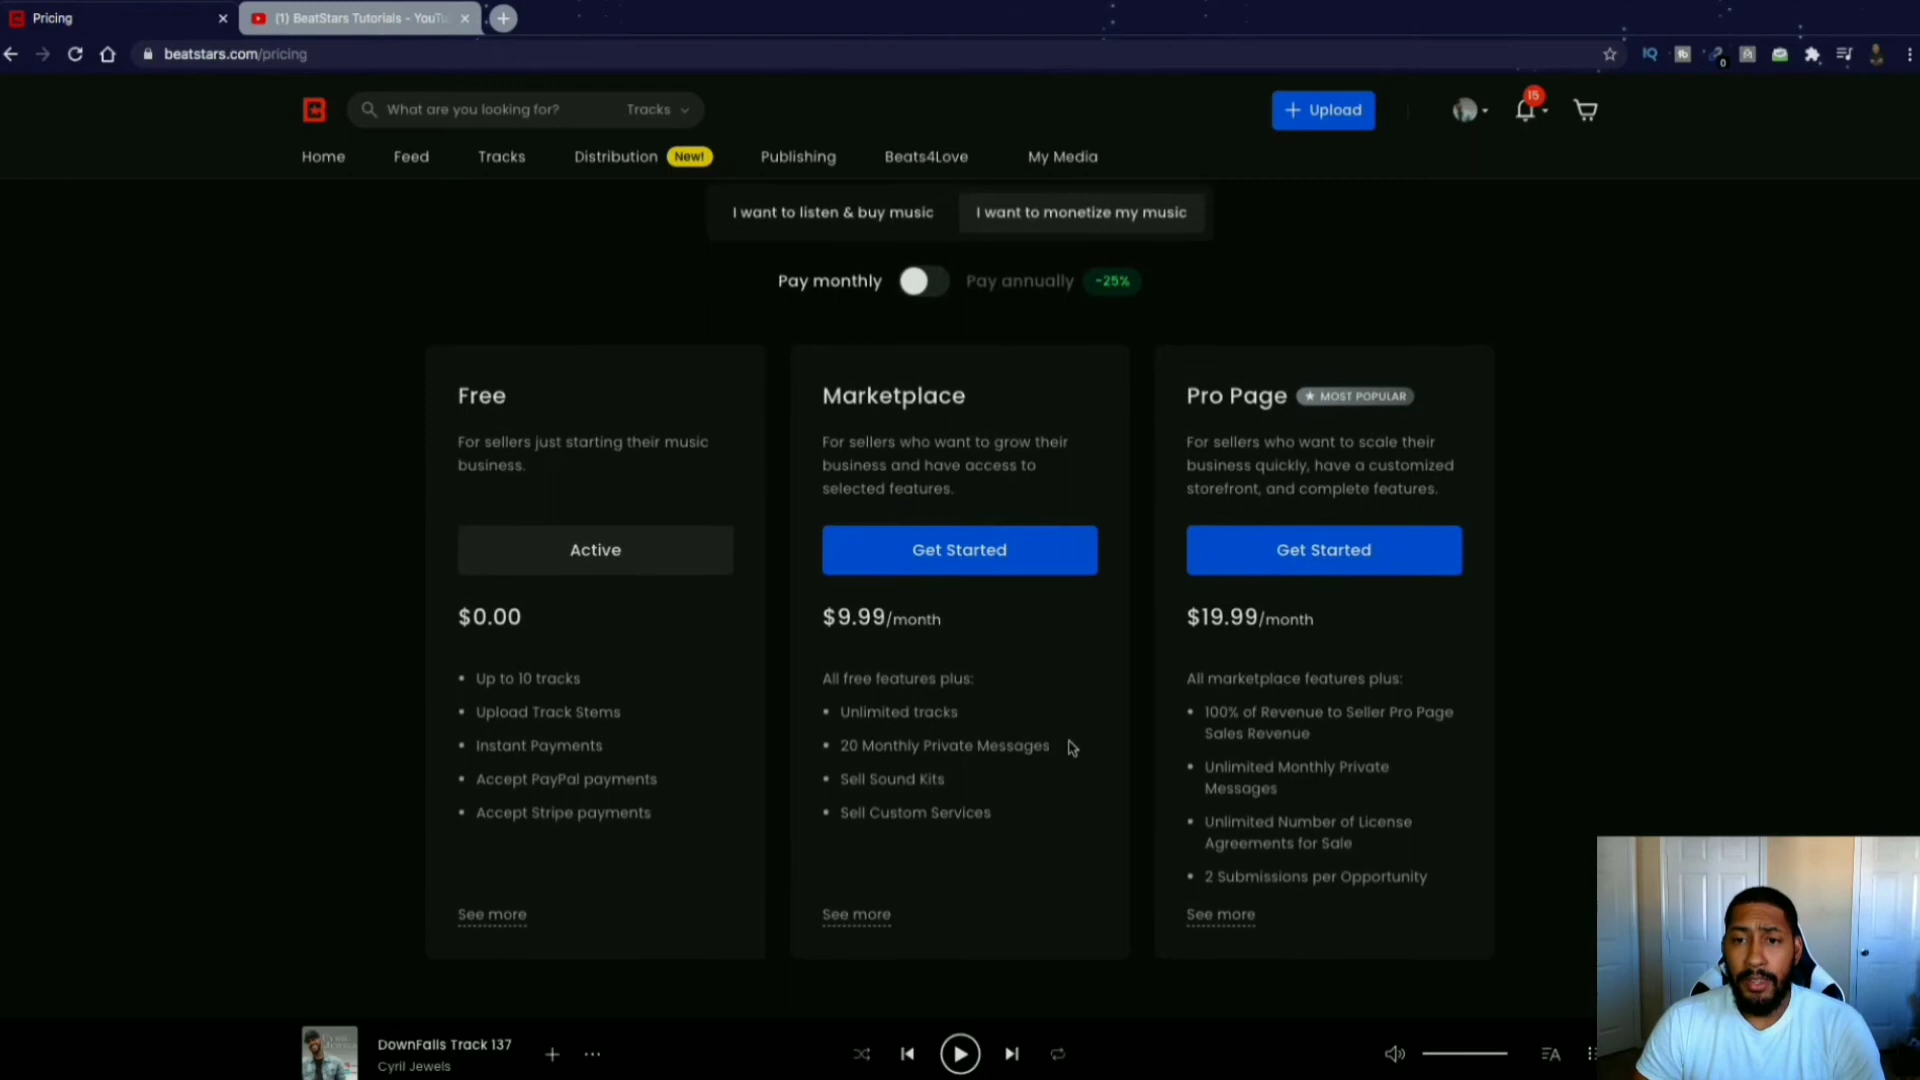 Pricing
(1) BeatStars Tutorials - YouTu
beatstars.com/pricing
IQ
0
What are you looking for?
Tracks
Upload
15
Home
Feed
Tracks
Distribution
New!
Publishing
Beats4Love
My Media
I want to listen & buy music
I want to monetize my music
Pay monthly
Pay annually
-25%
Free
For sellers just starting their music
business.
Active
$0.00
• Up to 10 tracks
• Upload Track Stems
• Instant Payments
• Accept PayPal payments
• Accept Stripe payments
See more
Marketplace
For sellers who want to grow their
business and have access to
selected features.
Get Started
$9.99/month
All free features plus:
• Unlimited tracks
• 20 Monthly Private Messages
• Sell Sound Kits
• Sell Custom Services
See more
Pro Page
★ MOST POPULAR
For sellers who want to scale their
business quickly, have a customized
storefront, and complete features.
Get Started
$19.99/month
All marketplace features plus:
• 100% of Revenue to Seller Pro Page
Sales Revenue
• Unlimited Monthly Private
Messages
• Unlimited Number of License
Agreements for Sale
• 2 Submissions per Opportunity
See more
DownFalls Track 137
Cyril Jewels